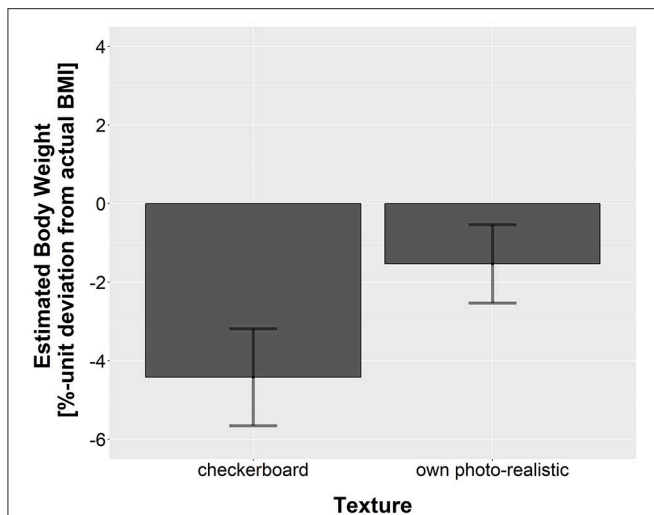 Estimated Body Weight
[%-unit deviation from actual BMI]
4
2
0
-2
-4
-6
checkerboard
own photo-realistic
Texture